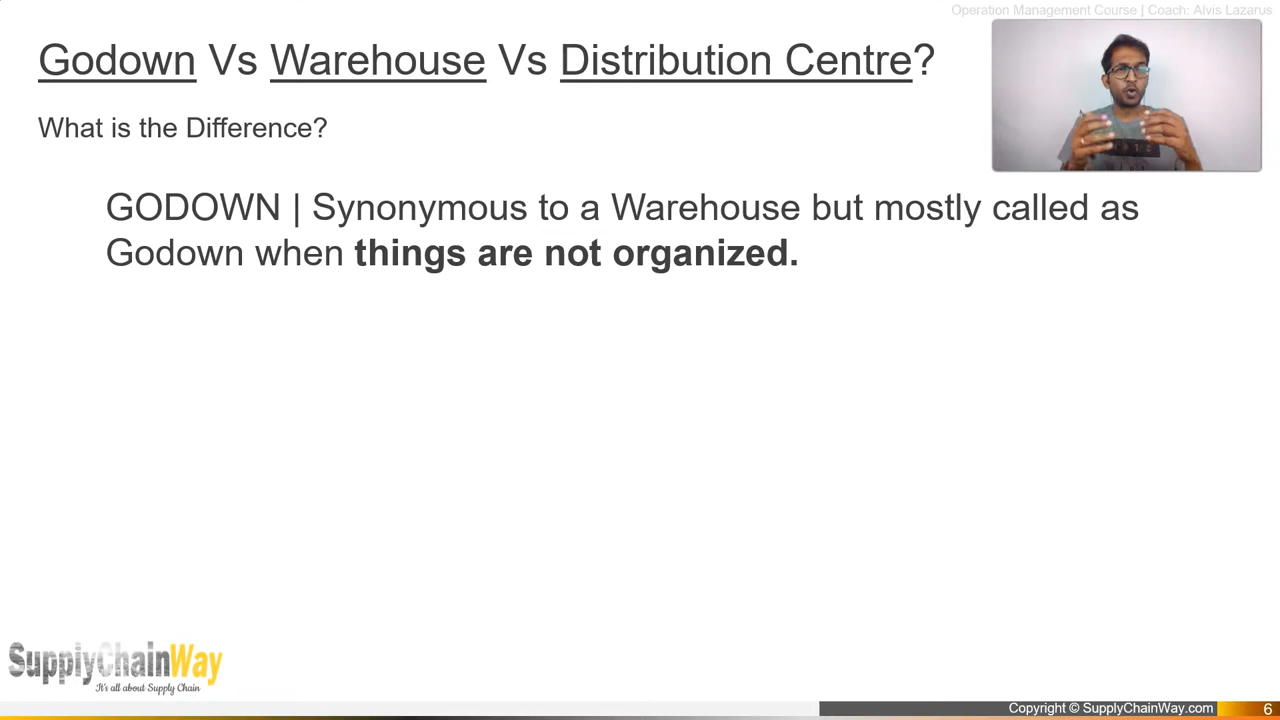 Operation Management Course | Coach: Alvis Lazarus
Godown Vs Warehouse Vs Distribution Centre?
What is the Difference?
GODOWN | Synonymous to a Warehouse but mostly called as
Godown when things are not organized.
SupplyChainWay
It's all about Supply Chain
Copyright © SupplyChainWay.com
6